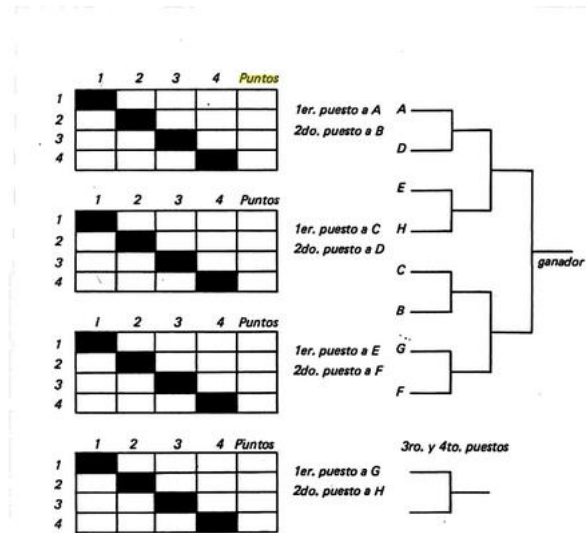 1 2 3 4 Puntos
1
2
3
4
1er. puesto a A
2do. puesto a B
1 2 3 4 Puntos
1
2
3
4
1er. puesto a C
2do. puesto a D
I 2 3 4 Puntos
1
2
3
4
1er. puesto a E
2do. puesto a F
1 2 3 4 Puntos
1
2
3
4
1er. puesto a G
2do. puesto a H
A
D
E
H
C
B
G
F
ganador
3ro. y 4to. puestos